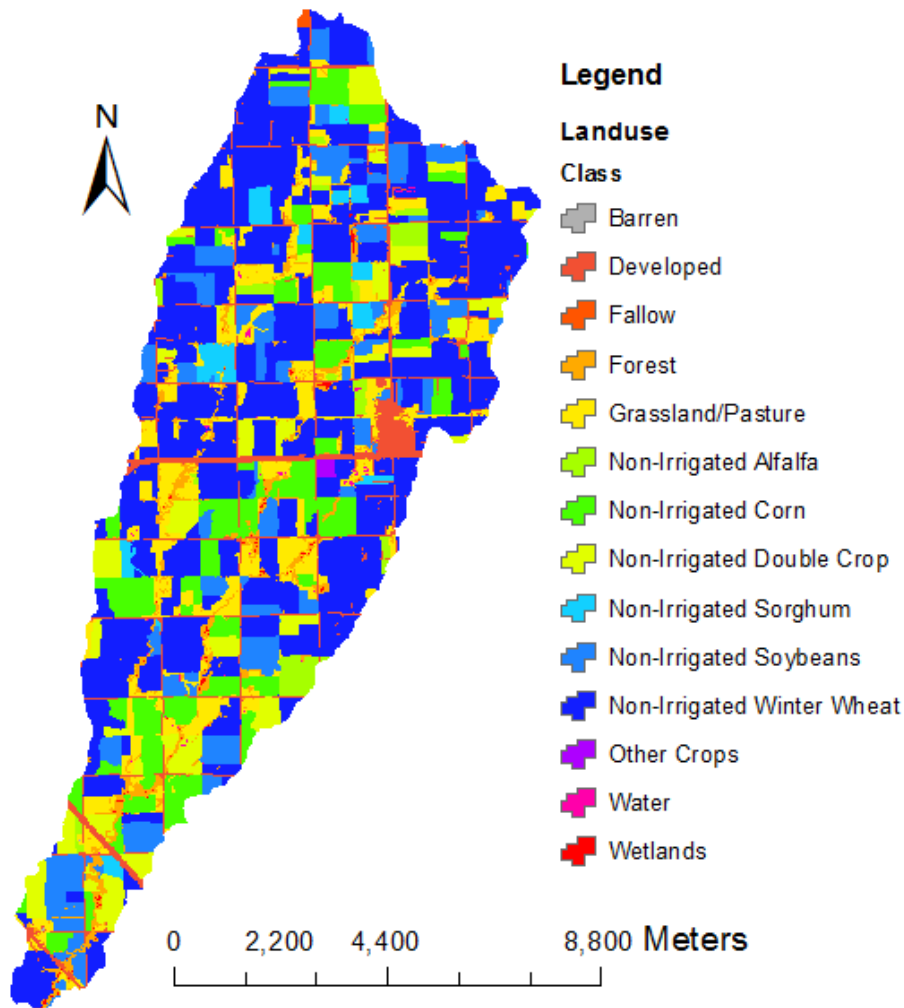 N
Legend
Landuse
Class
Barren
Developed
Fallow
Forest
Grassland/Pasture
Non-Irrigated Alfalfa
Non-Irrigated Corn
Non-Irrigated Double Crop
Non-Irrigated Sorghum
Non-Irrigated Soybeans
Non-Irrigated Winter Wheat
Other Crops
Water
Wetlands
0 2,200 4,400 8,800 Meters